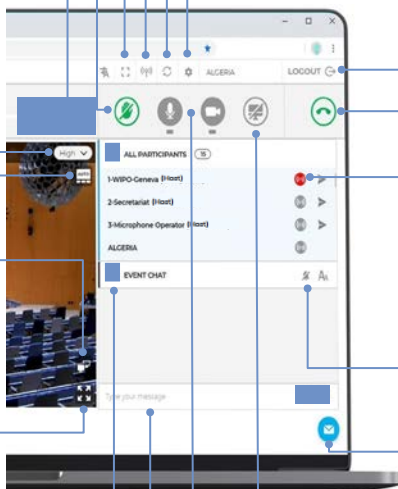 ALGERIA LOGOUT
High
AUTO
ALL PARTICIPANTS 15
1-WIPO-Geneva (Host)
2-Secretariat (Host)
3-Microphone Operator (Host)
ALGERIA
EVENT CHAT
Type your message